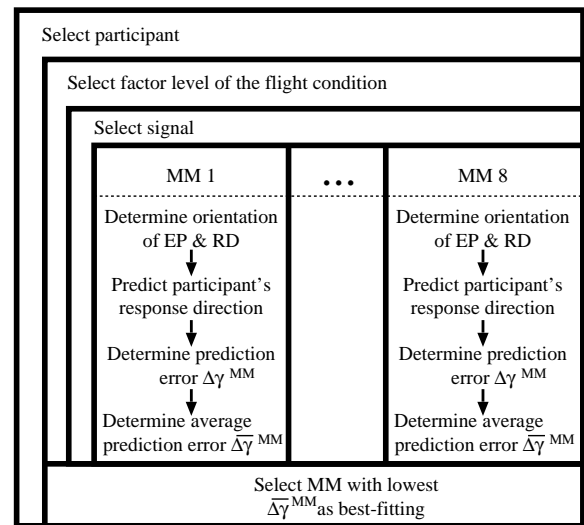 Select participant
Select factor level of the flight condition
Select signal
MM 1
...
MM 8
Determine orientation
of EP & RD
Predict participant's
response direction
Determine prediction
error Δγ^MM
Determine average
prediction error Δγ̅^MM
Determine orientation
of EP & RD
Predict participant's
response direction
Determine prediction
error Δγ^MM
Determine average
prediction error Δγ̅^MM
Select MM with lowest
Δγ̅^MM as best-fitting